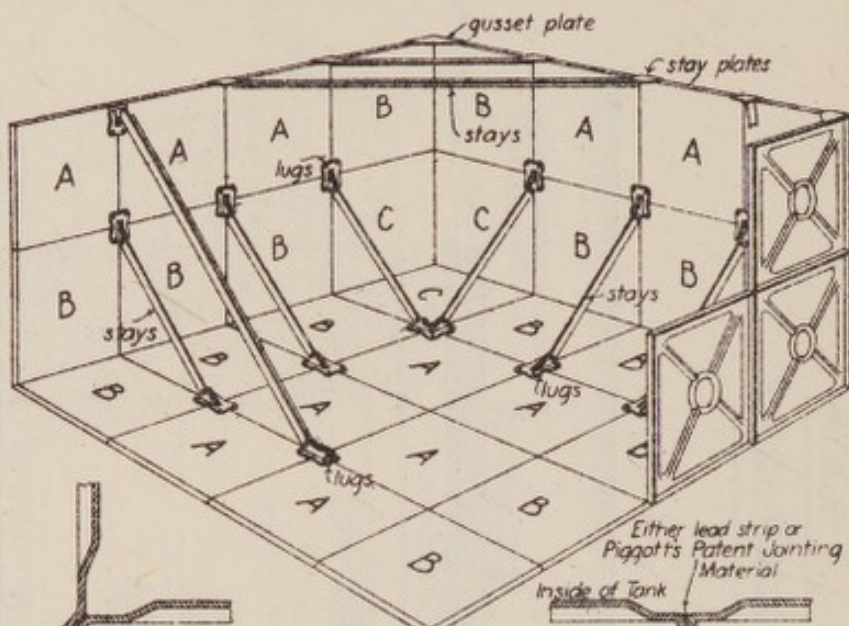 gusset plate
stay plates
B B
stays
A A
A A A
lugs
C C
B B B B
C
stays
stays
B B
B B
B A B
lugs
A A
A A
lugs
A B
B
Either lead strip or
Piggott's Patent Jointing
Material
Inside of Tank